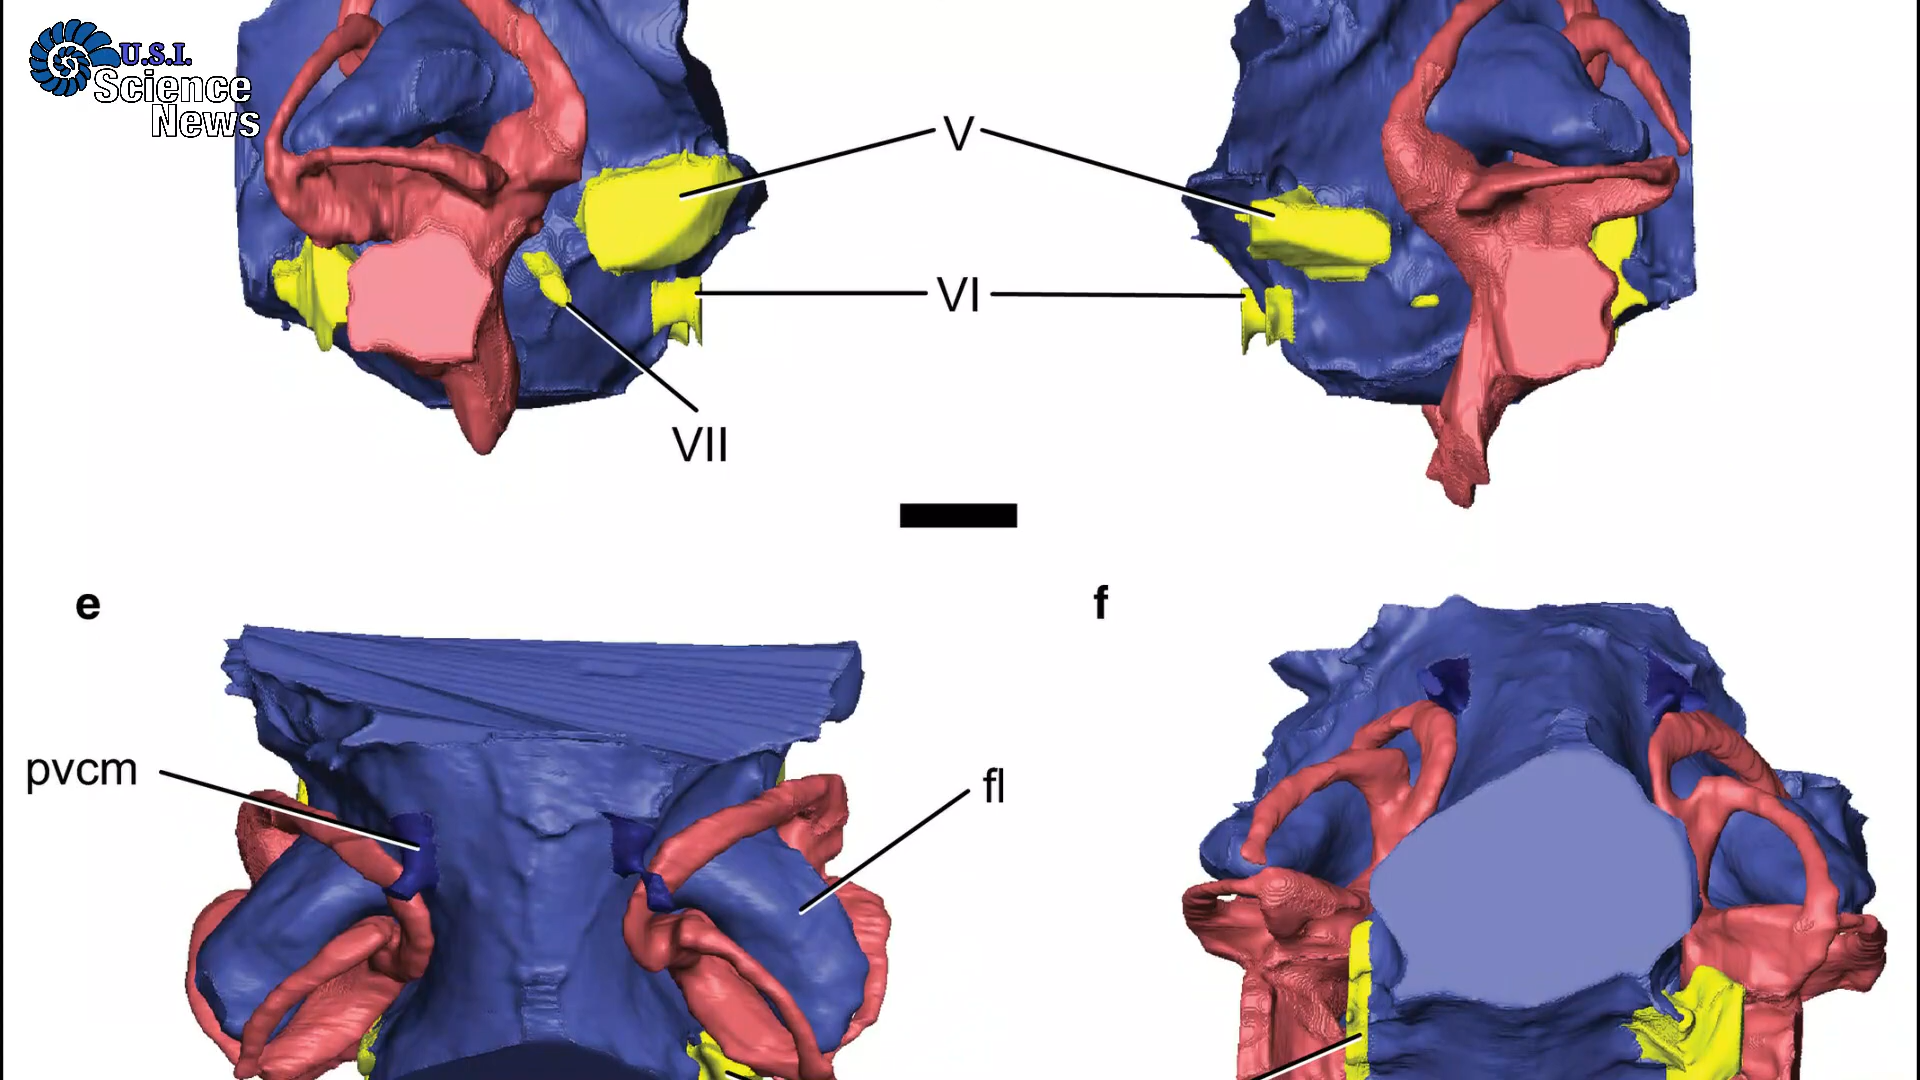 U.S.I.
Science
News
V
VI
VII
e
f
pvcm
fl